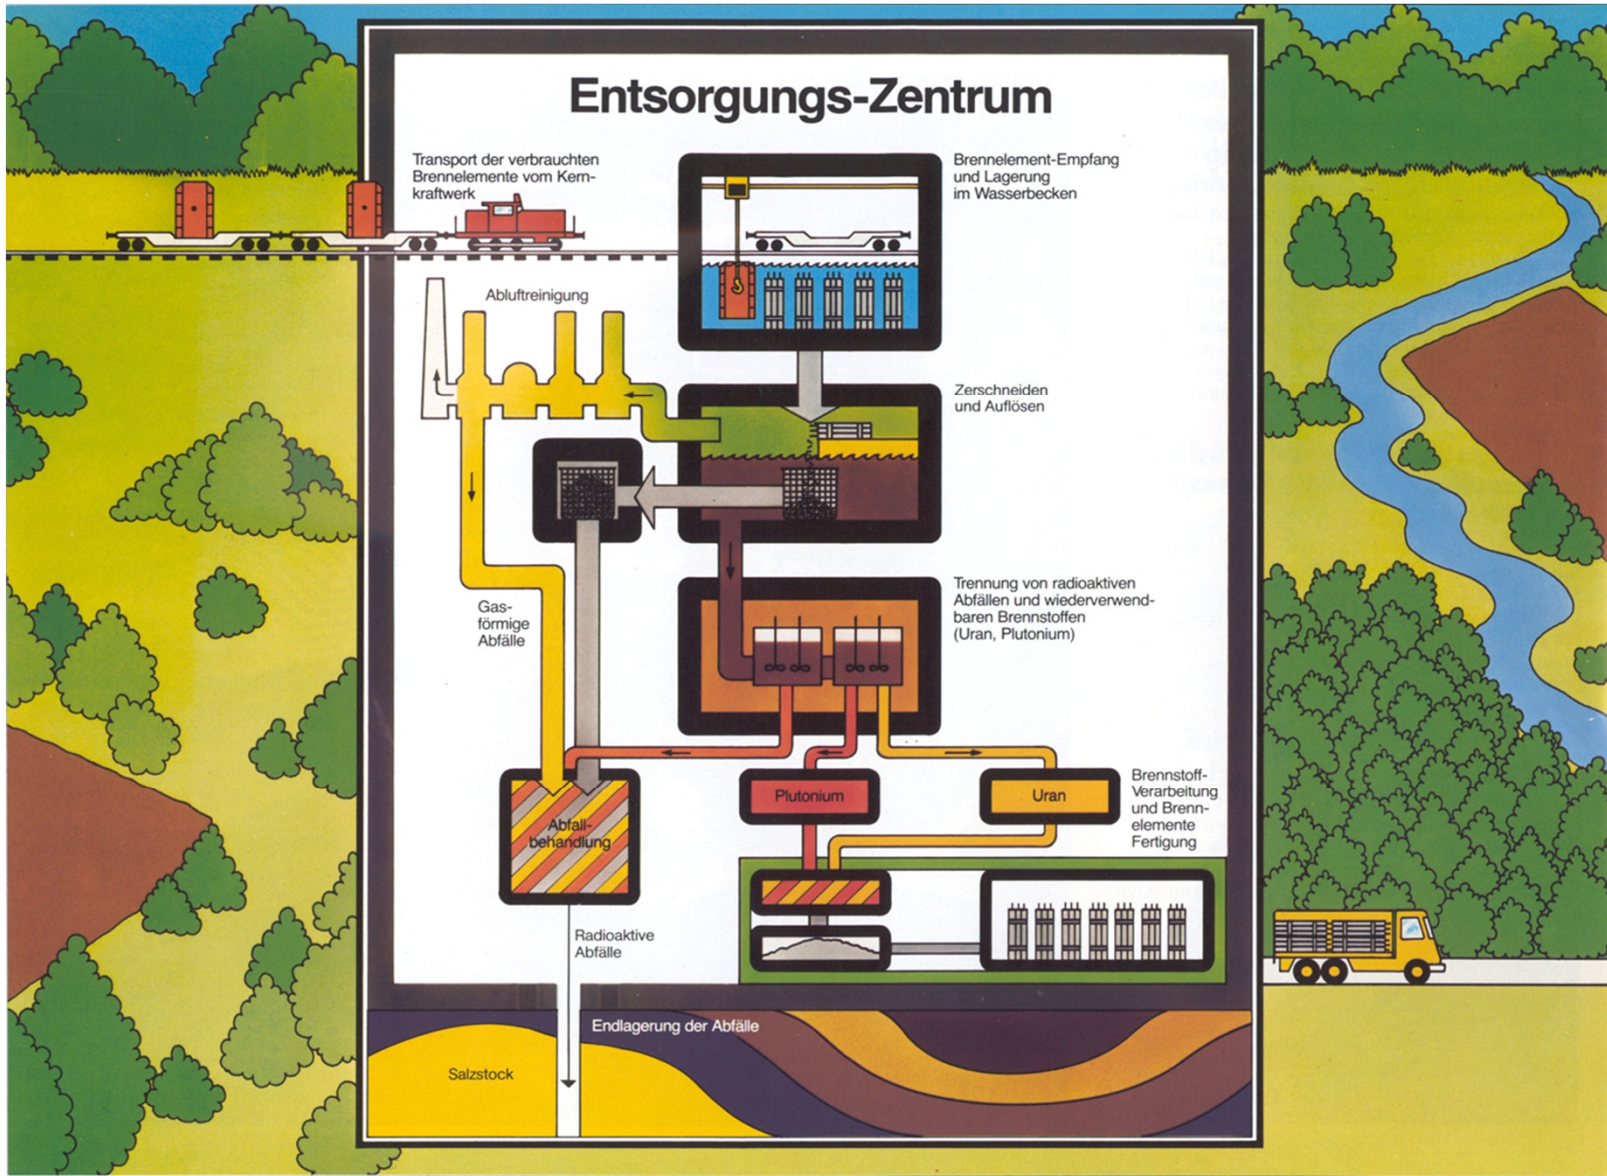 Entsorgungs-Zentrum
Transport der verbrauchten
Brennelemente vom Kern-
kraftwerk
Brennelement-Empfang
und Lagerung
im Wasserbecken
Abluftreinigung
Zerschneiden
und Auflösen
Gas-
förmige
Abfälle
Trennung von radioaktiven
Abfällen und wiederverwend-
baren Brennstoffen
(Uran, Plutonium)
Plutonium
Uran
Brennstoff-
Verarbeitung
und Brenn-
elemente
Fertigung
Abfall-
behandlung
Radioaktive
Abfälle
Endlagerung der Abfälle
Salzstock